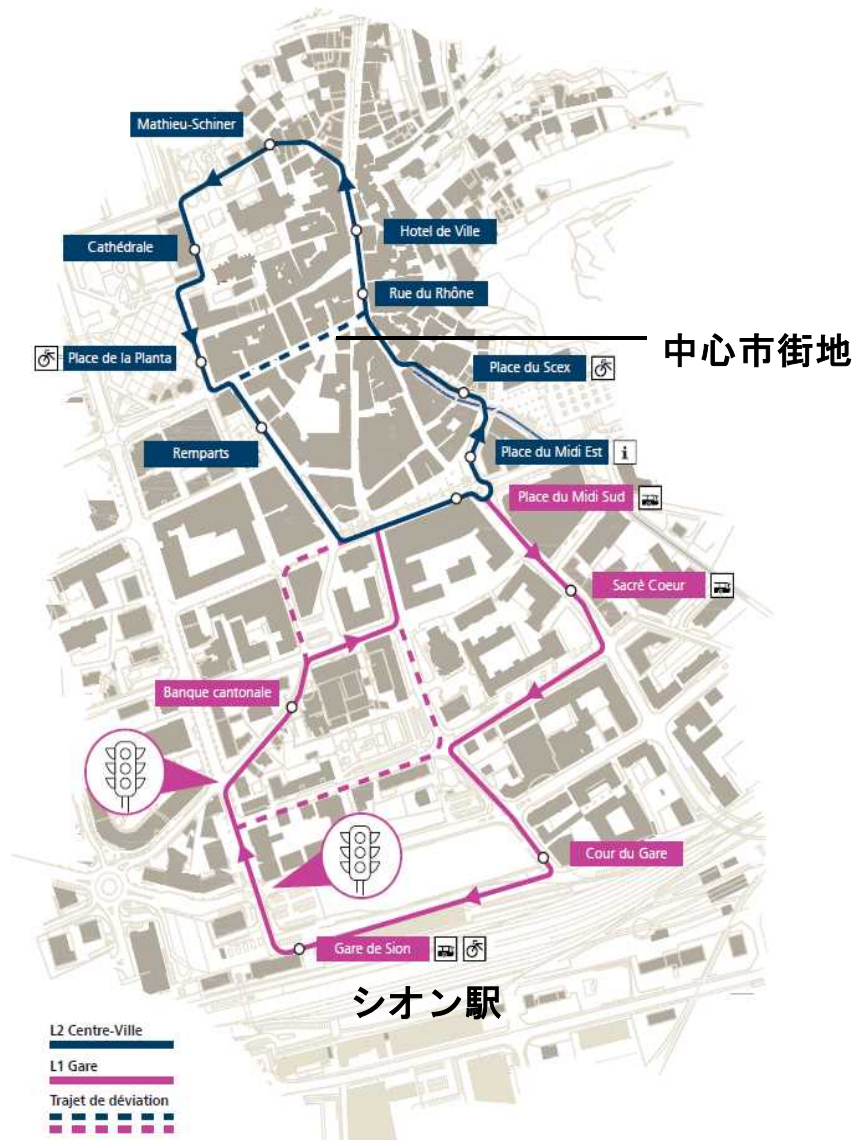 Mathieu-Schiner
Hotel de Ville
Cathédrale
Rue du Rhône
中心市街地
Place de la Planta
Place du Scex
Remparts
Place du Midi Est
i
Place du Midi Sud
Sacrè Coeur
Banque cantonale
Cour du Gare
Gare de Sion
シオン駅
L2 Centre-Ville
L1 Gare
Trajet de déviation